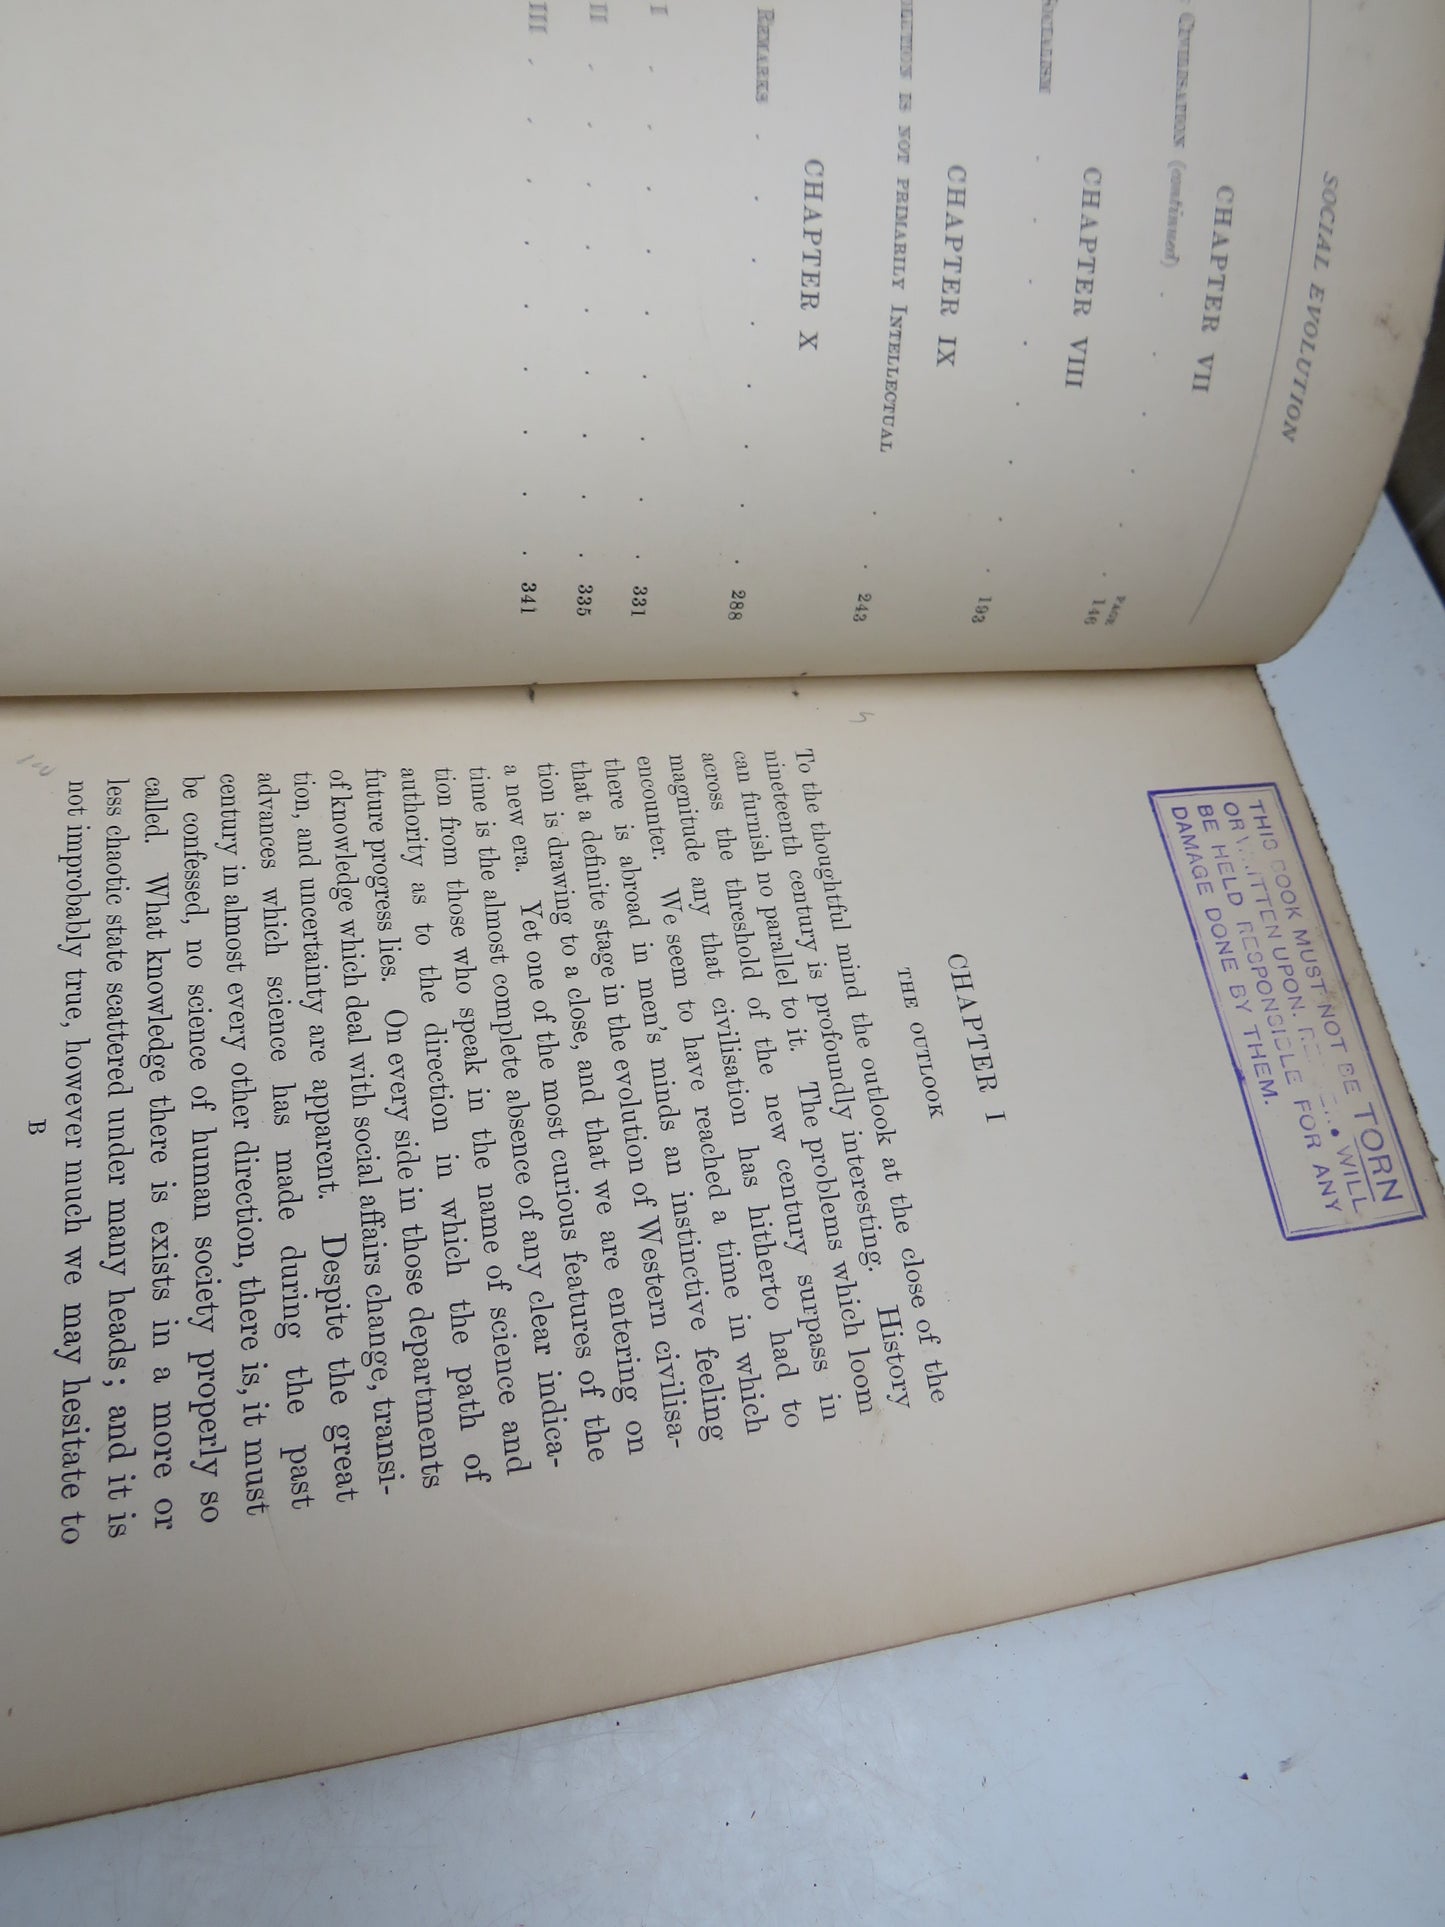 SOCIAL EVOLUTION
CHAPTER VII
PAGE
CIVILISATION (continued) . . . . . 146
CHAPTER VIII
SOCIALISM . . . . . . . 193
CHAPTER IX
IS NOT PRIMARILY INTELLECTUAL . . 243
CHAPTER X
REMARKS . . . . . . . 288
I . . . . . . . . . 331
II . . . . . . . . . 335
III . . . . . . . . . 341
THIS BOOK MUST NOT BE TORN
OR WRITTEN UPON. WILL
BE HELD RESPONSIBLE FOR ANY
DAMAGE DONE BY THEM.
CHAPTER I
THE OUTLOOK
To the thoughtful mind the outlook at the close of the
nineteenth century is profoundly interesting. History
can furnish no parallel to it. The problems which loom
across the threshold of the new century surpass in
magnitude any that civilisation has hitherto had to
encounter. We seem to have reached a time in which
there is abroad in men's minds an instinctive feeling
that a definite stage in the evolution of Western civilisa-
tion is drawing to a close, and that we are entering on
a new era. Yet one of the most curious features of the
time is the almost complete absence of any clear indica-
tion from those who speak in the name of science and
authority as to the direction in which the path of
future progress lies. On every side in those departments
of knowledge which deal with social affairs change, transi-
tion, and uncertainty are apparent. Despite the great
advances which science has made during the past
century in almost every other direction, there is, it must
be confessed, no science of human society properly so
called. What knowledge there is exists in a more or
less chaotic state scattered under many heads; and it is
not improbably true, however much we may hesitate to
B